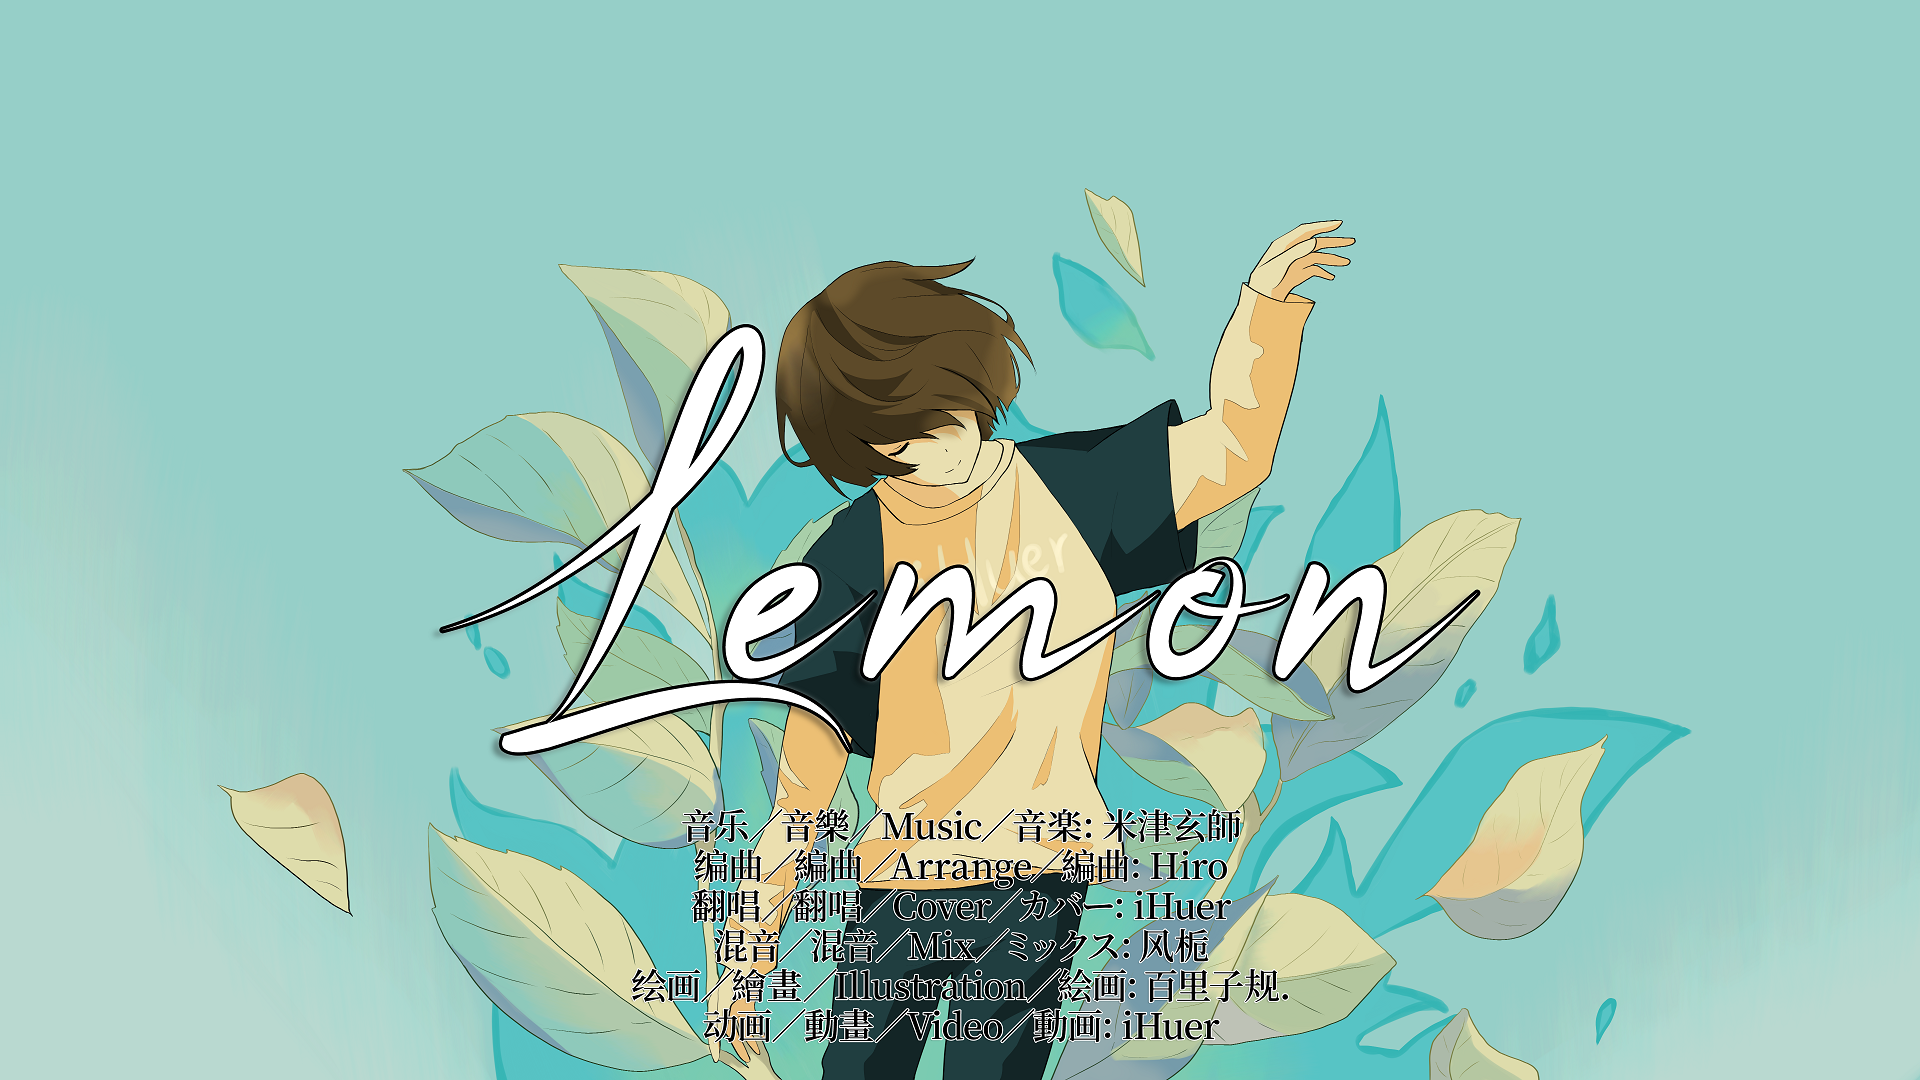 Lemon
iHuer
音乐／音樂／Music／音楽: 米津玄師
编曲／編曲／Arrange／編曲: Hiro
翻唱／翻唱／Cover／カバー: iHuer
混音／混音／Mix／ミックス: 风栀
绘画／繪畫／Illustration／絵画: 百里子规.
动画／動畫／Video／動画: iHuer